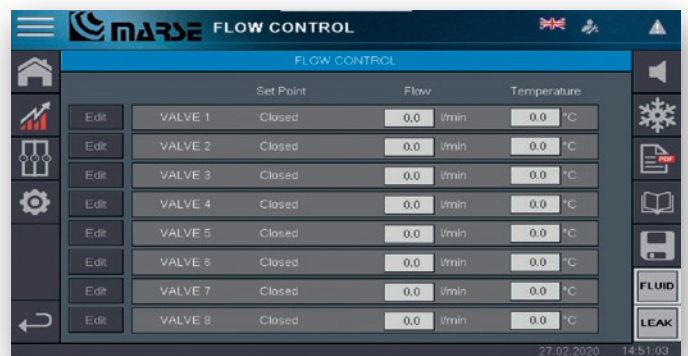 MARSE FLOW CONTROL
FLOW CONTROL
Set Point Flow Temperature
Edit VALVE 1 Closed 0.0 l/min 0.0 °C
Edit VALVE 2 Closed 0.0 l/min 0.0 °C
Edit VALVE 3 Closed 0.0 l/min 0.0 °C
Edit VALVE 4 Closed 0.0 l/min 0.0 °C
Edit VALVE 5 Closed 0.0 l/min 0.0 °C
Edit VALVE 6 Closed 0.0 l/min 0.0 °C
Edit VALVE 7 Closed 0.0 l/min 0.0 °C
Edit VALVE 8 Closed 0.0 l/min 0.0 °C
PDF
FLUID
LEAK
27.02.2020 14:51:03